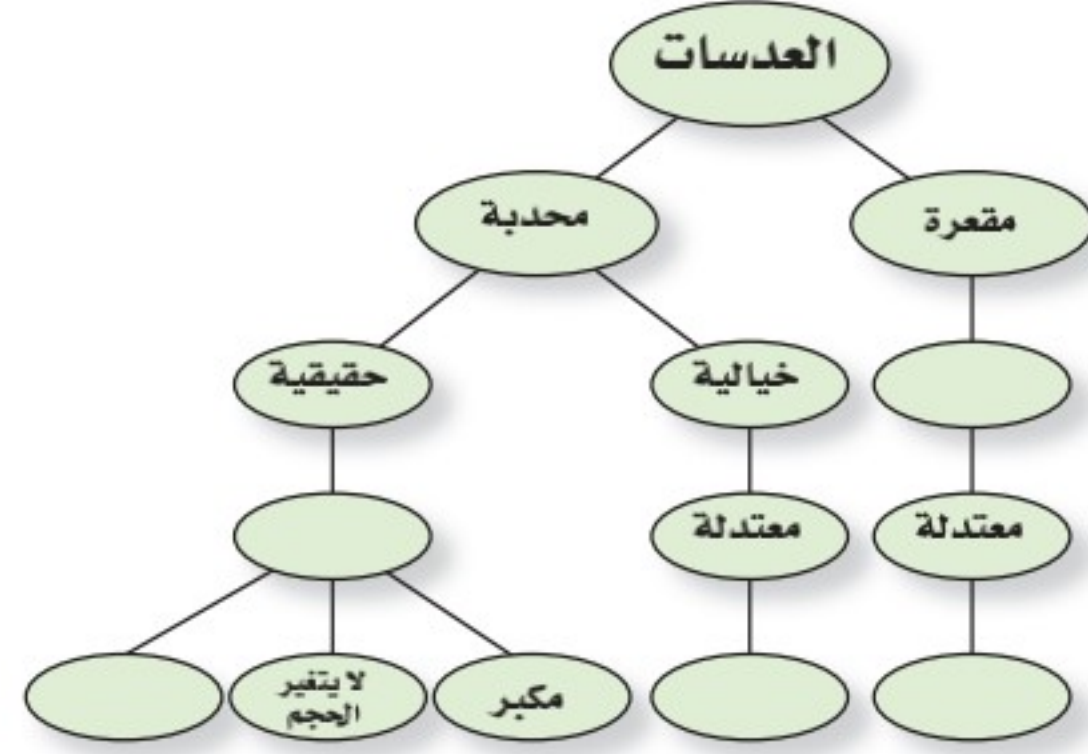 العدسات
مقعرة
محدبة
خيالية
حقيقية
معتدلة
معتدلة
مكبر
لا يتغير
الحجم